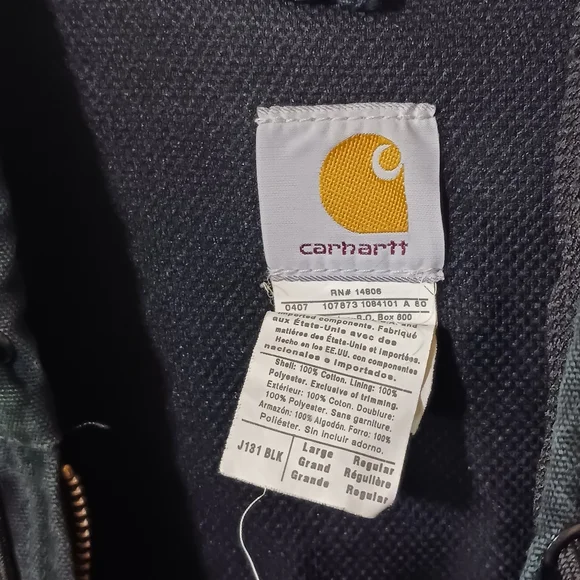 carhartt
RN# 14806
0407 107873 1084101 A 80
P.O. Box 600
imported components. Fabriqué
aux États-Unis avec des
matières des États-Unis et importées.
Hecho en los EE.UU. con componentes
nacionales e importados.
Shell: 100% Cotton. Lining: 100%
Polyester. Exclusive of trimming.
Extérieur: 100% Coton. Doublure:
100% Polyester. Sans garniture.
Armazón: 100% Algodón. Forro: 100%
Poliéster. Sin incluir adorno.
J131 BLK
Large Regular
Grand Régulière
Grande Regular